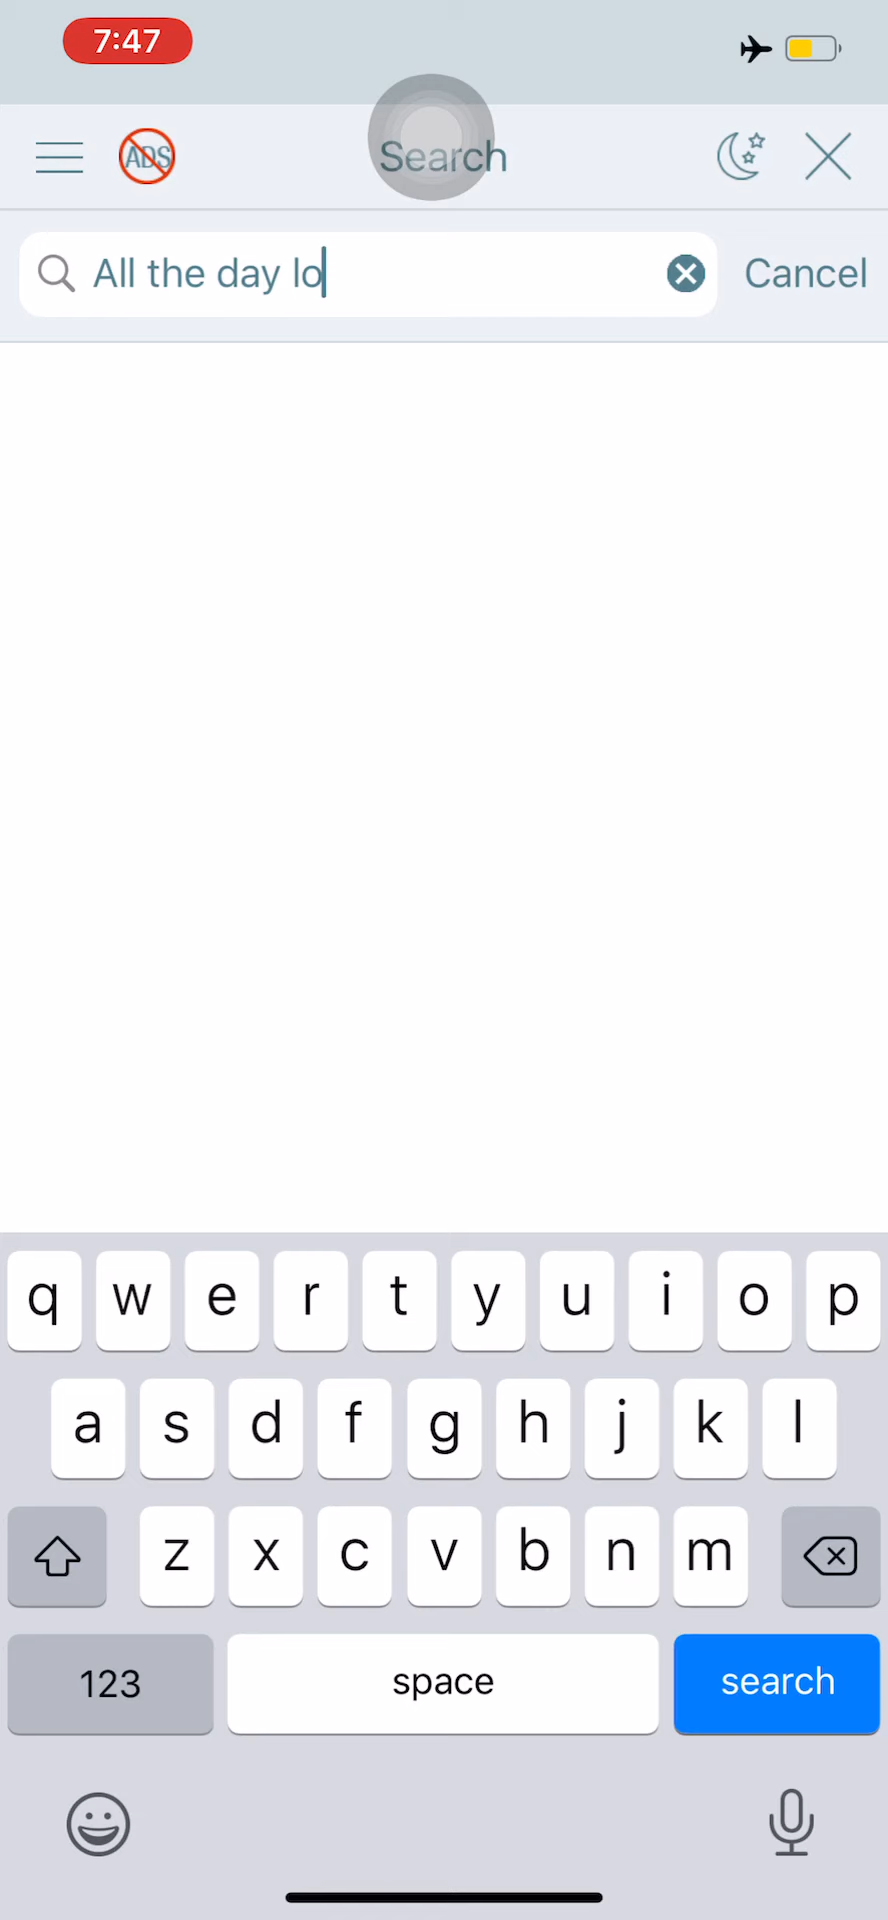 7:47
ADS
Search
All the day lo
Cancel
q w e r t y u i o p
a s d f g h j k l
z x c v b n m
123 space search